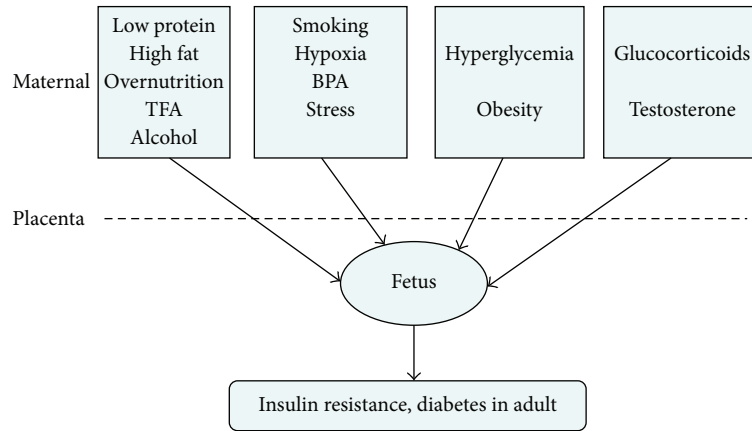 Maternal
Low protein
High fat
Overnutrition
TFA
Alcohol
Smoking
Hypoxia
BPA
Stress
Hyperglycemia
Obesity
Glucocorticoids
Testosterone
Placenta
Fetus
Insulin resistance, diabetes in adult